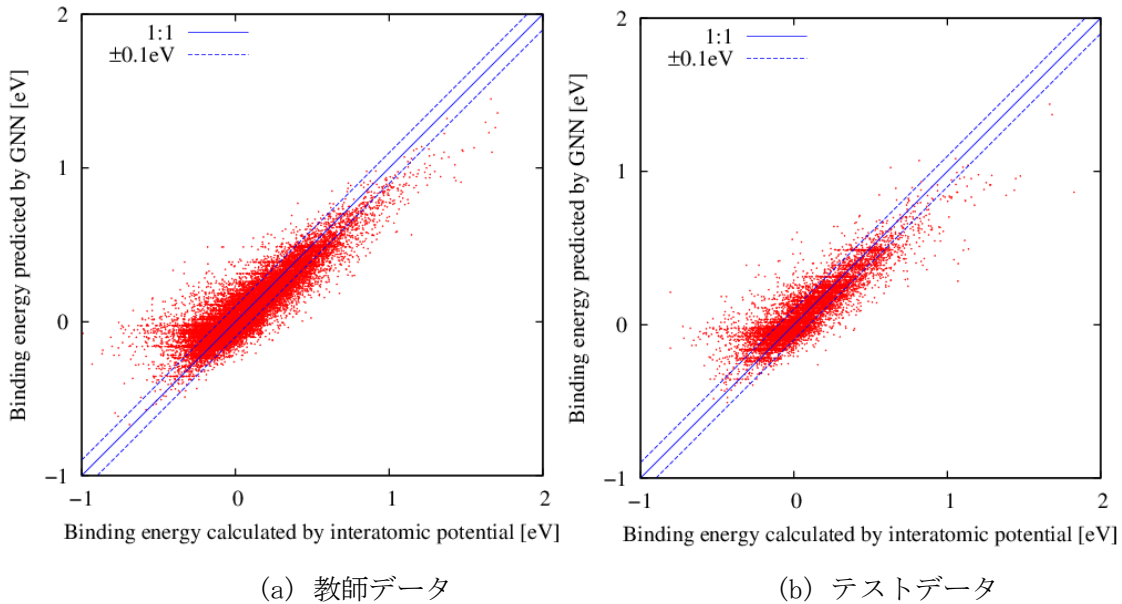 2
1:1
±0.1eV
1
0
−1
−1
0
1
2
Binding energy predicted by GNN [eV]
Binding energy calculated by interatomic potential [eV]
(a) 教師データ
2
1:1
±0.1eV
1
0
−1
−1
0
1
2
Binding energy predicted by GNN [eV]
Binding energy calculated by interatomic potential [eV]
(b) テストデータ